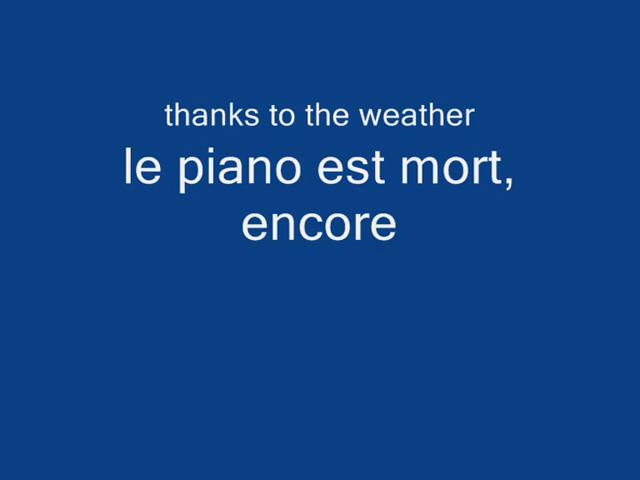 thanks to the weather
le piano est mort,
encore